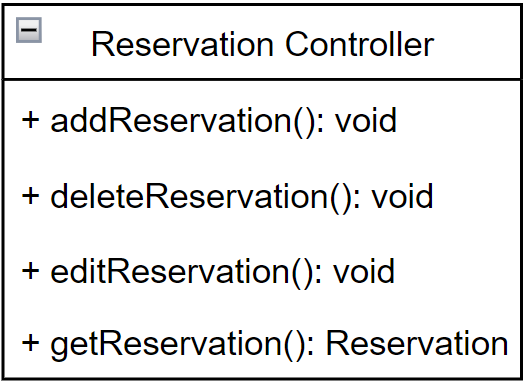 Reservation Controller
+ addReservation(): void
+ deleteReservation(): void
+ editReservation(): void
+ getReservation(): Reservation